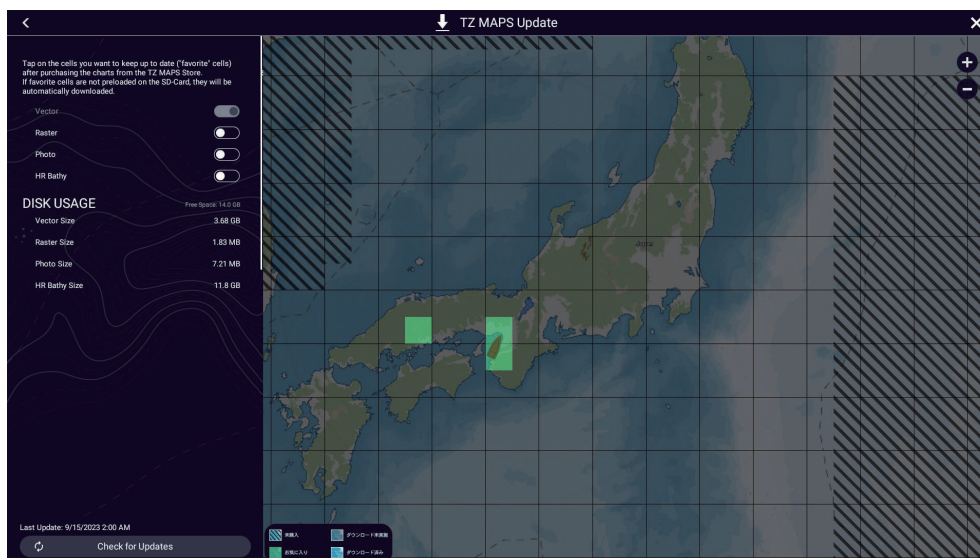 TZ MAPS Update
Tap on the cells you want to keep up to date ("favorite" cells)
after purchasing the charts from the TZ MAPS Store.
If favorite cells are not preloaded on the SD-Card, they will be
automatically downloaded.
Vector
Raster
Photo
HR Bathy
DISK USAGE Free Space: 14.0 GB
Vector Size 3.68 GB
Raster Size 1.83 MB
Photo Size 7.21 MB
HR Bathy Size 11.8 GB
Japan
Last Update: 9/15/2023 2:00 AM
Check for Updates
未購入 ダウンロード未実施
お気に入り ダウンロード済み